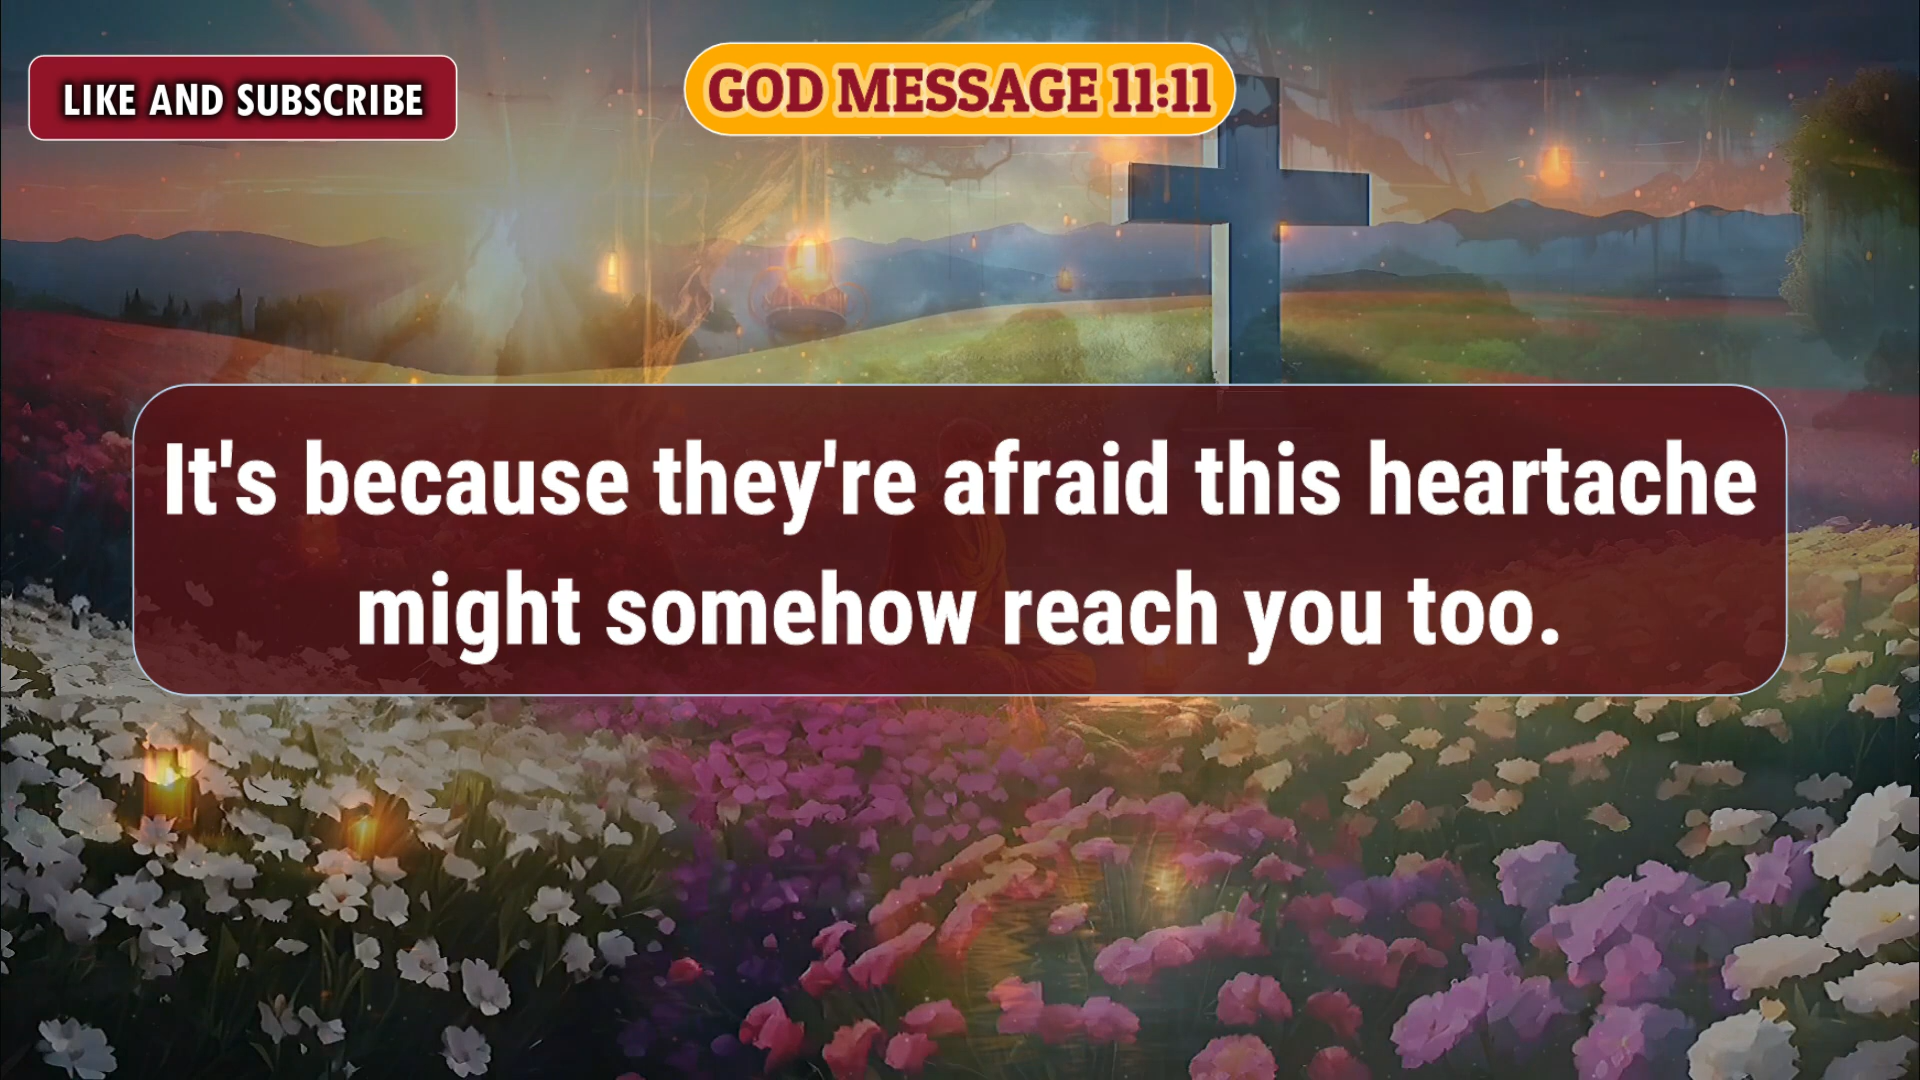 LIKE AND SUBSCRIBE
GOD MESSAGE 11:11
It's because they're afraid this heartache
might somehow reach you too.